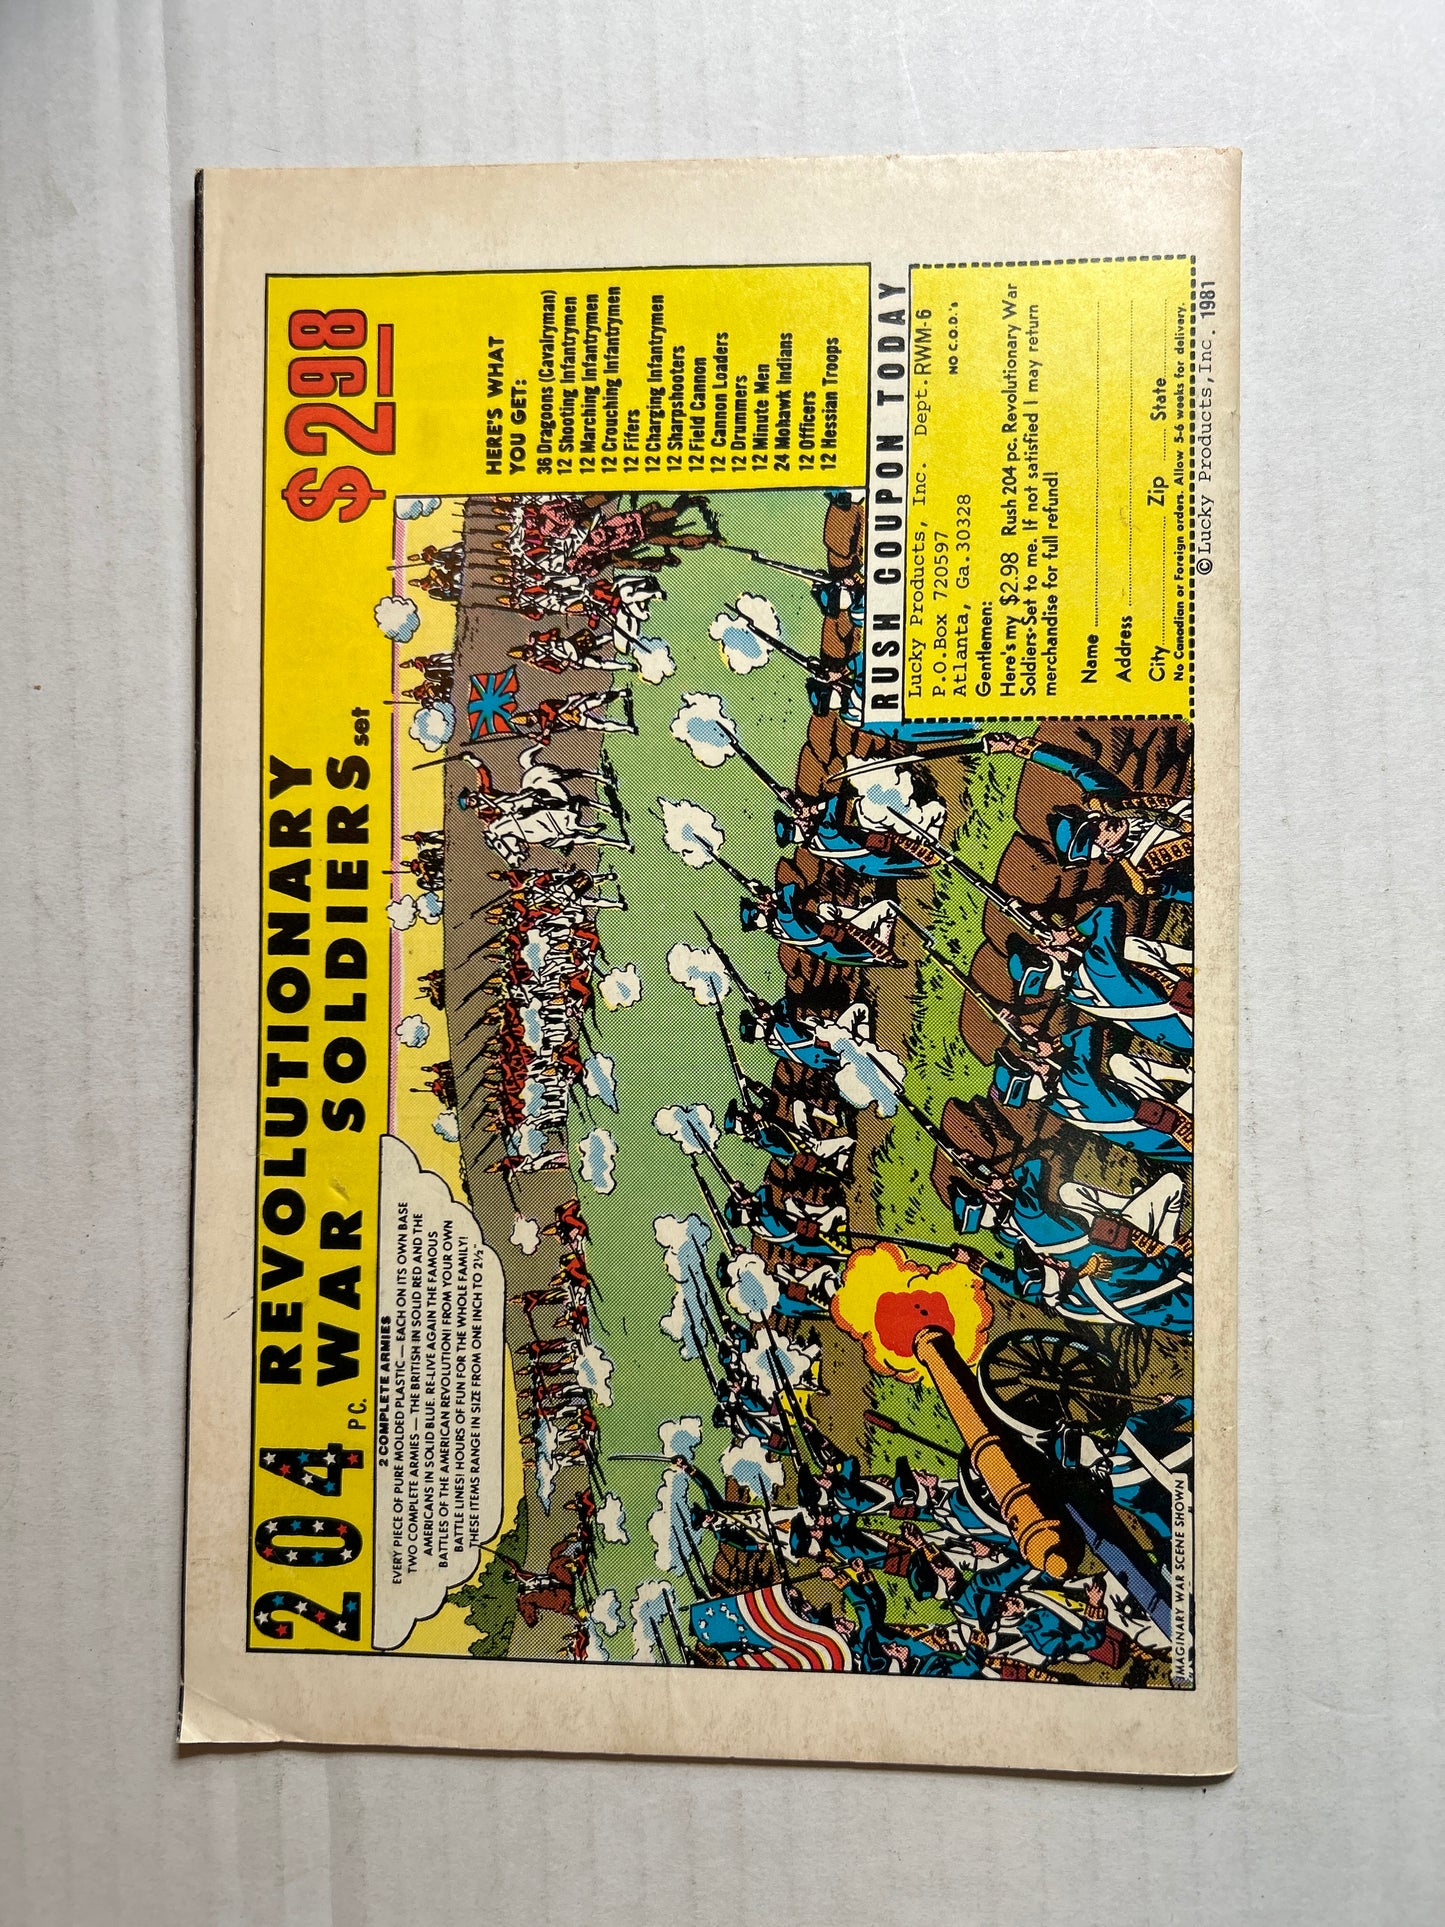 204 PC. REVOLUTIONARY
WAR SOLDIERS set
$2.98
2 COMPLETE ARMIES
EVERY PIECE OF PURE MOLDED PLASTIC — EACH ON ITS OWN BASE
TWO COMPLETE ARMIES — THE BRITISH IN SOLID RED AND THE
AMERICANS IN SOLID BLUE. RE-LIVE AGAIN THE FAMOUS
BATTLES OF THE AMERICAN REVOLUTION! FROM YOUR OWN
BATTLE LINES! HOURS OF FUN FOR THE WHOLE FAMILY!
THESE ITEMS RANGE IN SIZE FROM ONE INCH TO 2½"
HERE'S WHAT
YOU GET:
36 Dragoons (Cavalryman)
12 Shooting Infantrymen
12 Marching Infantrymen
12 Crouching Infantrymen
12 Fifers
12 Charging Infantrymen
12 Sharpshooters
12 Field Cannon
12 Cannon Loaders
12 Drummers
12 Minute Men
24 Mohawk Indians
12 Officers
12 Hessian Troops
RUSH COUPON TODAY
Lucky Products, Inc. Dept. RWM-6
P.O.Box 720597
Atlanta, Ga.30328
NO C.O.D.'s
Gentlemen:
Here's my $2.98 Rush 204 pc. Revolutionary War
Soldiers-Set to me. If not satisfied I may return
merchandise for full refund!
Name
Address
City Zip State
No Canadian or Foreign orders. Allow 5-6 weeks for delivery.
IMAGINARY WAR SCENE SHOWN
© Lucky Products,Inc. 1981